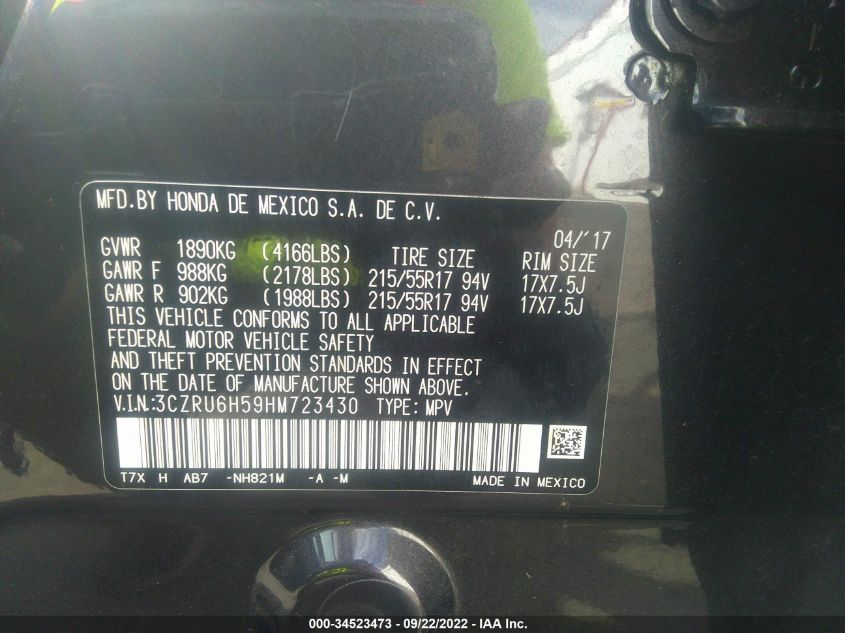 MFD.BY HONDA DE MEXICO S.A. DE C.V.
04/'17
GVWR 1890KG (4166LBS) TIRE SIZE RIM SIZE
GAWR F 988KG (2178LBS) 215/55R17 94V 17X7.5J
GAWR R 902KG (1988LBS) 215/55R17 94V 17X7.5J
THIS VEHICLE CONFORMS TO ALL APPLICABLE
FEDERAL MOTOR VEHICLE SAFETY
AND THEFT PREVENTION STANDARDS IN EFFECT
ON THE DATE OF MANUFACTURE SHOWN ABOVE.
V.I.N:3CZRU6H59HM723430 TYPE: MPV
T7X H AB7 -NH821M -A -M MADE IN MEXICO
000-34523473 - 09/22/2022 - IAA Inc.